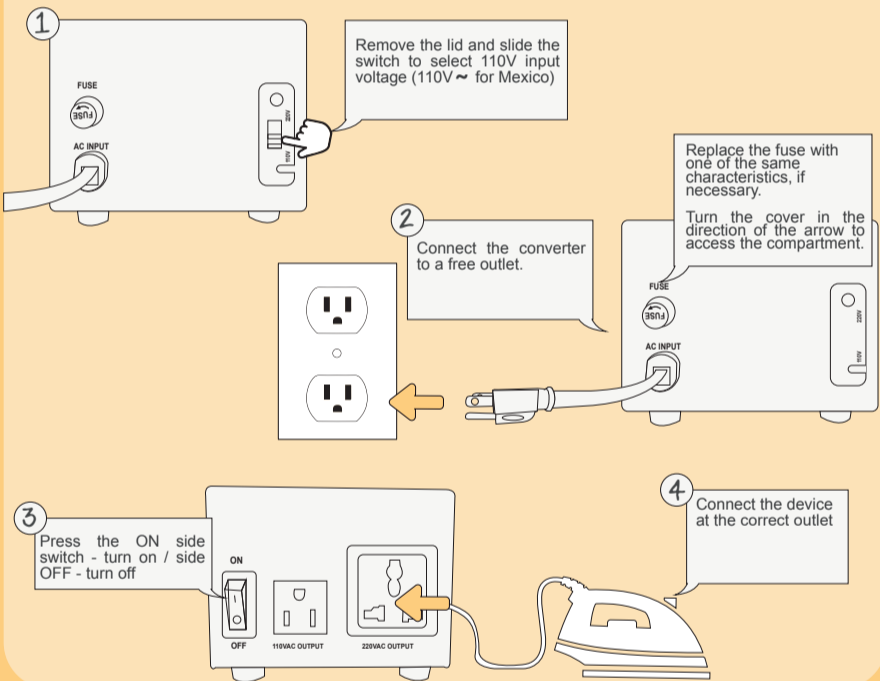 1
FUSE
FUSE
AC INPUT
220V
110V
Remove the lid and slide the
switch to select 110V input
voltage (110V~ for Mexico)
2
Connect the converter
to a free outlet.
Replace the fuse with
one of the same
characteristics, if
necessary.
Turn the cover in the
direction of the arrow to
access the compartment.
FUSE
FUSE
AC INPUT
220V
110V
3
Press the ON side
switch - turn on / side
OFF - turn off
ON
OFF
110VAC OUTPUT
220VAC OUTPUT
4
Connect the device
at the correct outlet